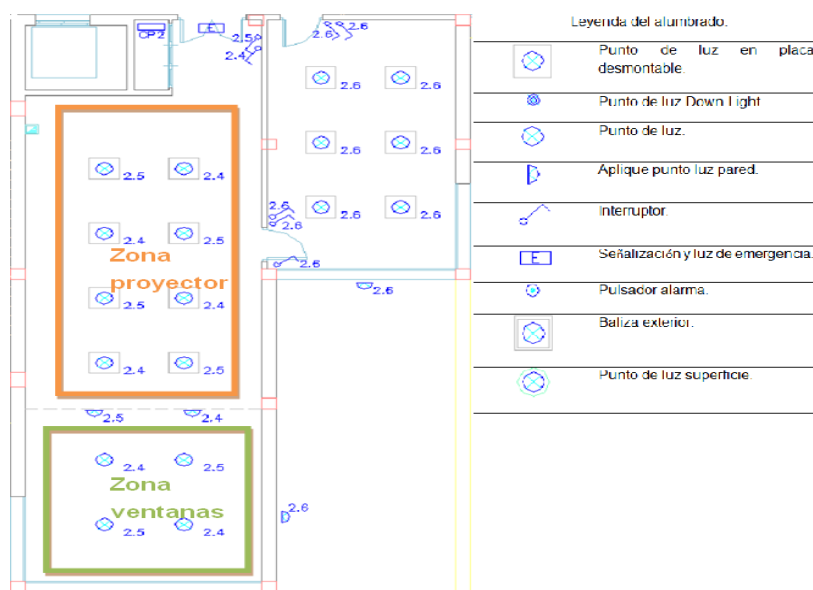 CP2
E
2.5
2.4
2.6
2.6
2.6
2.6
2.5
2.4
2.6
2.6
2.4
2.5
2.6
2.6
2.6
2.6
2.6
Zona
proyector
2.5
2.4
2.6
2.4
2.5
2.5
2.4
Zona
ventanas
2.4
2.5
2.5
2.4
2.6
Leyenda del alumbrado.
Punto de luz en placa
desmontable.
Punto de luz Down Light
Punto de luz.
Aplique punto luz pared.
Interruptor.
E
Señalización y luz de emergencia.
Pulsador alarma.
Baliza exterior.
Punto de luz superficie.